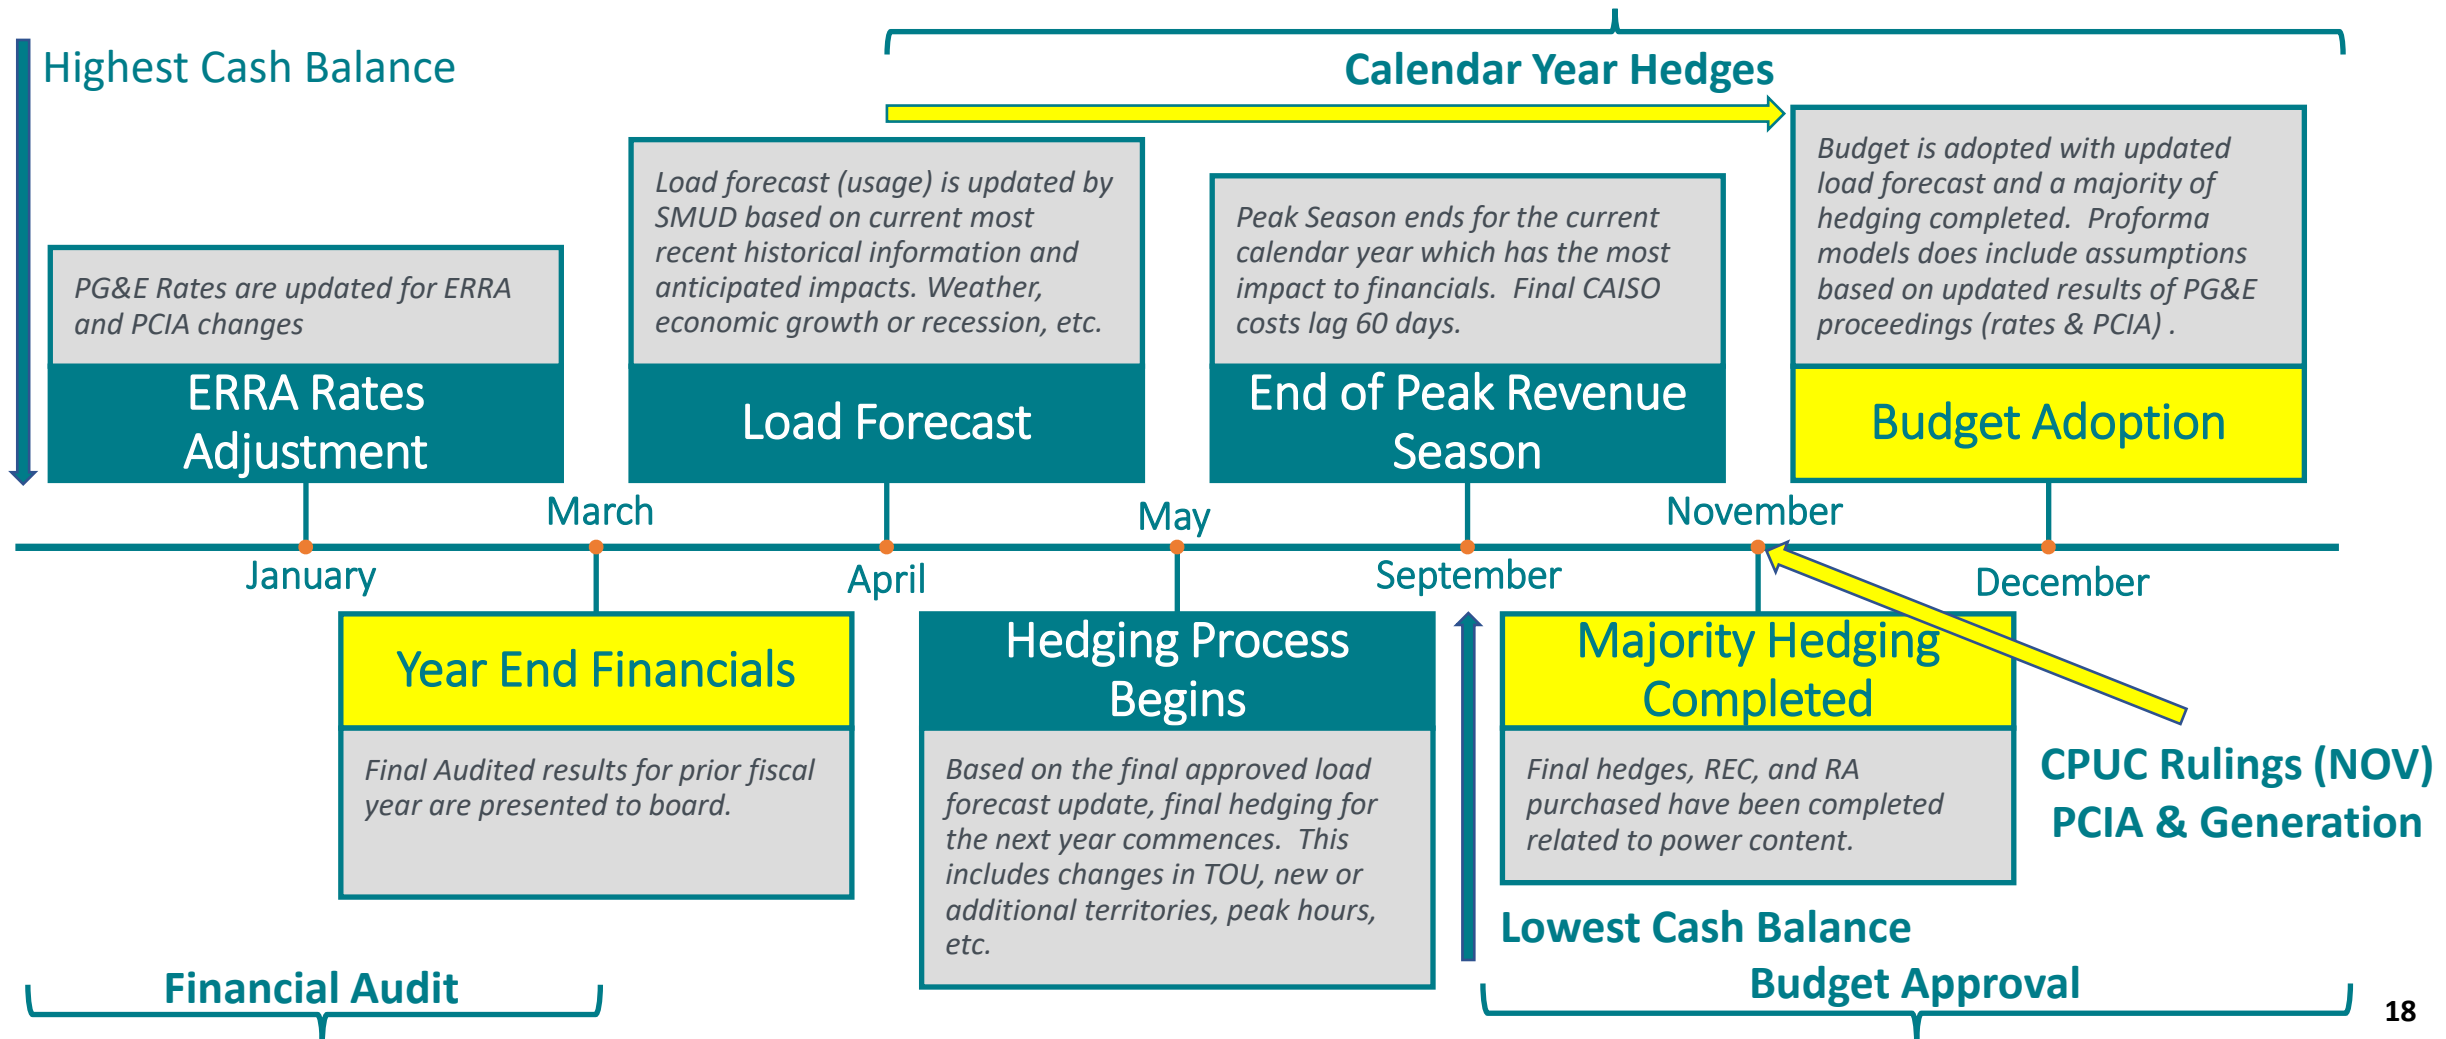 Highest Cash Balance
Calendar Year Hedges
PG&E Rates are updated for ERRA
and PCIA changes
ERRA Rates
Adjustment
Load forecast (usage) is updated by
SMUD based on current most
recent historical information and
anticipated impacts. Weather,
economic growth or recession, etc.
Load Forecast
Peak Season ends for the current
calendar year which has the most
impact to financials.  Final CAISO
costs lag 60 days.
End of Peak Revenue
Season
Budget is adopted with updated
load forecast and a majority of
hedging completed.  Proforma
models does include assumptions
based on updated results of PG&E
proceedings (rates & PCIA) .
Budget Adoption
January
March
April
May
September
November
December
Year End Financials
Final Audited results for prior fiscal
year are presented to board.
Hedging Process
Begins
Based on the final approved load
forecast update, final hedging for
the next year commences.  This
includes changes in TOU, new or
additional territories, peak hours,
etc.
Majority Hedging
Completed
Final hedges, REC, and RA
purchased have been completed
related to power content.
CPUC Rulings (NOV)
PCIA & Generation
Lowest Cash Balance
Financial Audit
Budget Approval
18